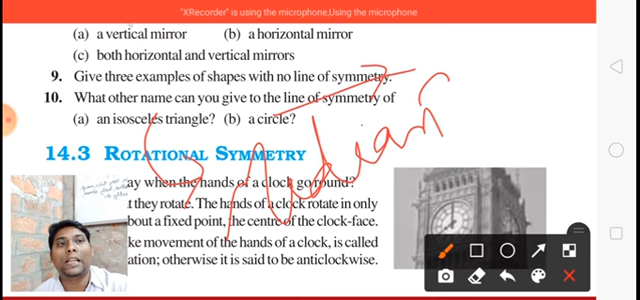 "XRecorder" is using the microphone,Using the microphone
(a) a vertical mirror (b) a horizontal mirror
(c) both horizontal and vertical mirrors
9. Give three examples of shapes with no line of symmetry.
10. What other name can you give to the line of symmetry of
(a) an isosceles triangle? (b) a circle?
14.3 ROTATIONAL SYMMETRY
ay when the hands of a clock go round?
t they rotate. The hands of a clock rotate in only
bout a fixed point, the centre of the clock-face.
ke movement of the hands of a clock, is called
ation; otherwise it is said to be anticlockwise.